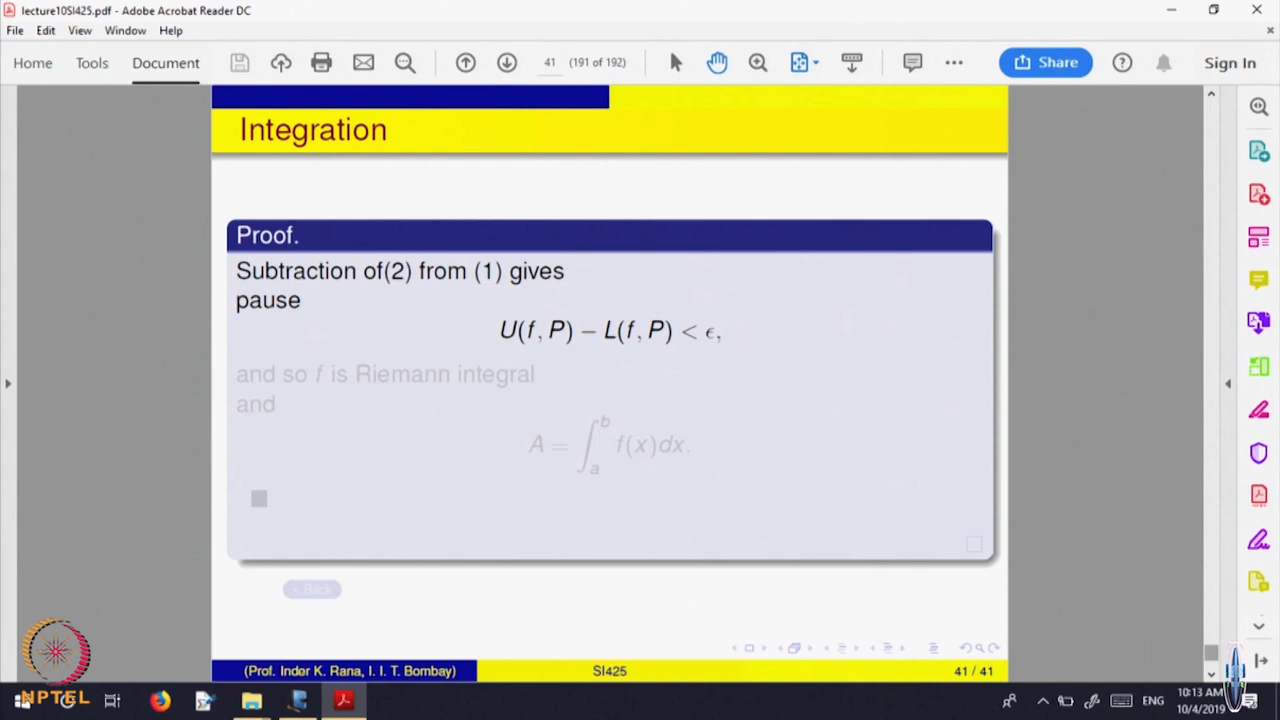 lecture10SI425.pdf - Adobe Acrobat Reader DC
File Edit View Window Help
Home Tools Document 41 (191 of 192) Share Sign In
Integration
Proof.
Subtraction of(2) from (1) gives
pause
U(f, P) − L(f, P) < ϵ,
and so f is Riemann integral
and
A = ∫_a^b f(x)dx.
Back
(Prof. Inder K. Rana, I. I. T. Bombay) SI425 41 / 41
NPTEL
ENG
10:13 AM
10/4/2019